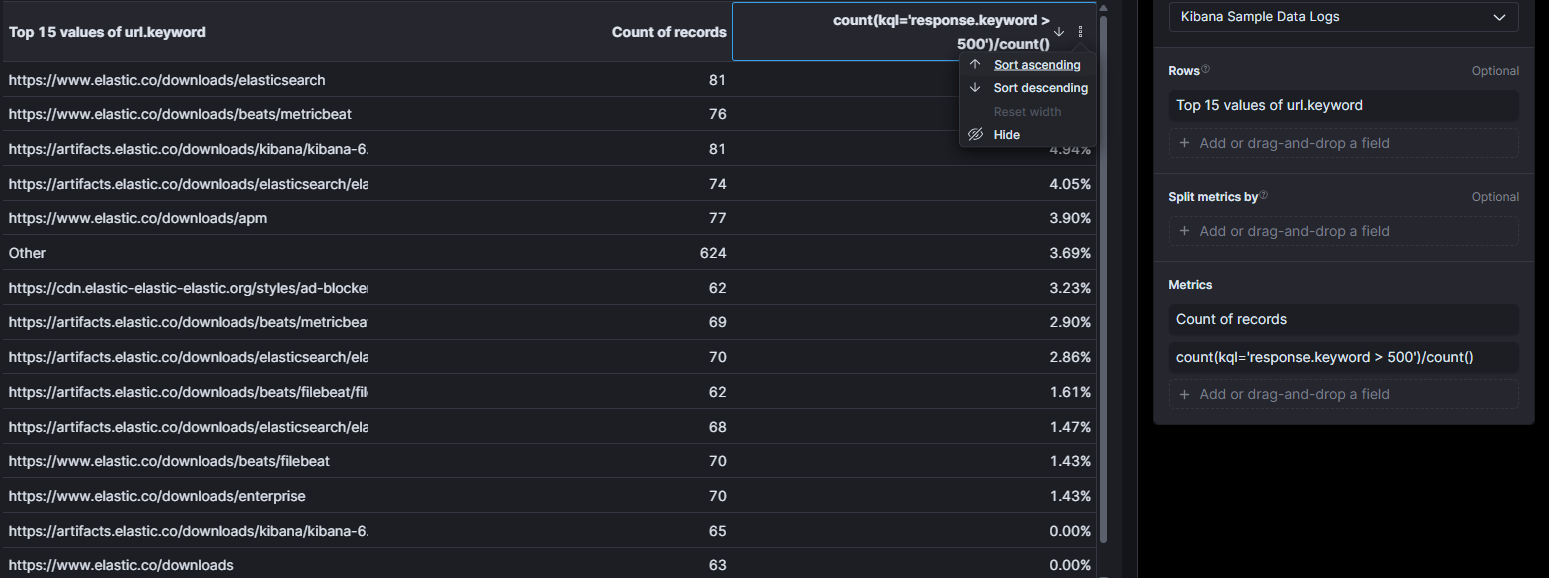 Top 15 values of url.keyword
Count of records
count(kql='response.keyword >
500')/count()
Sort ascending
Sort descending
Reset width
Hide
https://www.elastic.co/downloads/elasticsearch 81
https://www.elastic.co/downloads/beats/metricbeat 76
https://artifacts.elastic.co/downloads/kibana/kibana-6. 81 4.94%
https://artifacts.elastic.co/downloads/elasticsearch/ela 74 4.05%
https://www.elastic.co/downloads/apm 77 3.90%
Other 624 3.69%
https://cdn.elastic-elastic-elastic.org/styles/ad-blocker 62 3.23%
https://artifacts.elastic.co/downloads/beats/metricbea 69 2.90%
https://artifacts.elastic.co/downloads/elasticsearch/ela 70 2.86%
https://artifacts.elastic.co/downloads/beats/filebeat/fil 62 1.61%
https://artifacts.elastic.co/downloads/elasticsearch/ela 68 1.47%
https://www.elastic.co/downloads/beats/filebeat 70 1.43%
https://www.elastic.co/downloads/enterprise 70 1.43%
https://artifacts.elastic.co/downloads/kibana/kibana-6. 65 0.00%
https://www.elastic.co/downloads 63 0.00%
Kibana Sample Data Logs
Rows Optional
Top 15 values of url.keyword
+ Add or drag-and-drop a field
Split metrics by Optional
+ Add or drag-and-drop a field
Metrics
Count of records
count(kql='response.keyword > 500')/count()
+ Add or drag-and-drop a field